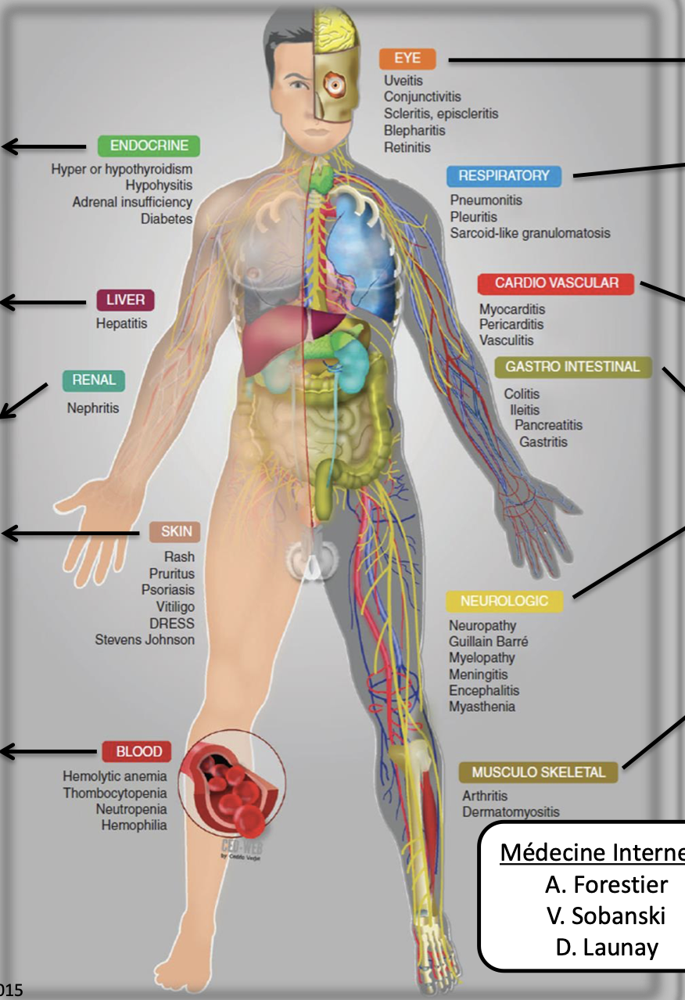 EYE
Uveitis
Conjunctivitis
Scleritis, episcleritis
Blepharitis
Retinitis
ENDOCRINE
Hyper or hypothyroidism
Hypohysitis
Adrenal insufficiency
Diabetes
RESPIRATORY
Pneumonitis
Pleuritis
Sarcoid-like granulomatosis
CARDIO VASCULAR
Myocarditis
Pericarditis
Vasculitis
LIVER
Hepatitis
GASTRO INTESTINAL
Colitis
Ileitis
Pancreatitis
Gastritis
RENAL
Nephritis
SKIN
Rash
Pruritus
Psoriasis
Vitiligo
DRESS
Stevens Johnson
NEUROLOGIC
Neuropathy
Guillain Barré
Myelopathy
Meningitis
Encephalitis
Myasthenia
BLOOD
Hemolytic anemia
Thombocytopenia
Neutropenia
Hemophilia
MUSCULO SKELETAL
Arthritis
Dermatomyositis
CED-WEB
Médecine Interne
A. Forestier
V. Sobanski
D. Launay
015